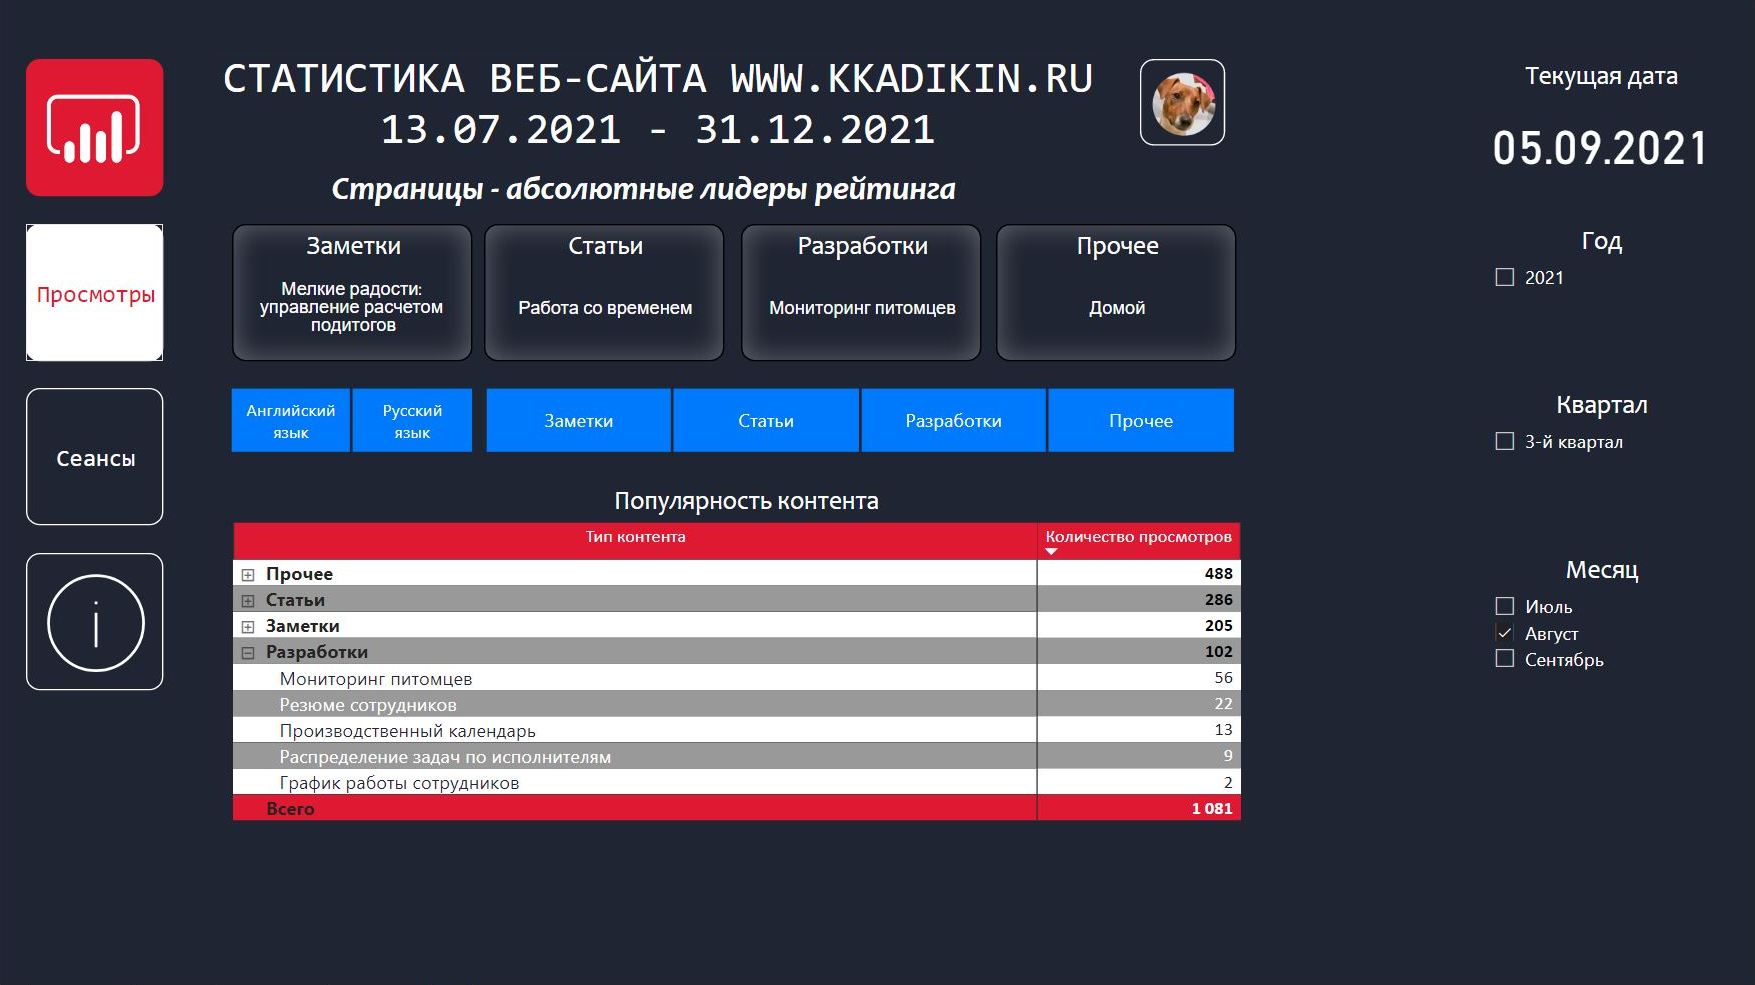 СТАТИСТИКА ВЕБ-САЙТА WWW.KKADIKIN.RU
13.07.2021 - 31.12.2021
Страницы - абсолютные лидеры рейтинга
Текущая дата
05.09.2021
Просмотры
Сеансы
i
Заметки
Мелкие радости:
управление расчетом
подитогов
Статьи
Работа со временем
Разработки
Мониторинг питомцев
Прочее
Домой
Английский
язык
Русский
язык
Заметки
Статьи
Разработки
Прочее
Популярность контента
Тип контента Количество просмотров
Прочее 488
Статьи 286
Заметки 205
Разработки 102
Мониторинг питомцев 56
Резюме сотрудников 22
Производственный календарь 13
Распределение задач по исполнителям 9
График работы сотрудников 2
Всего 1 081
Год
2021
Квартал
3-й квартал
Месяц
Июль
Август
Сентябрь